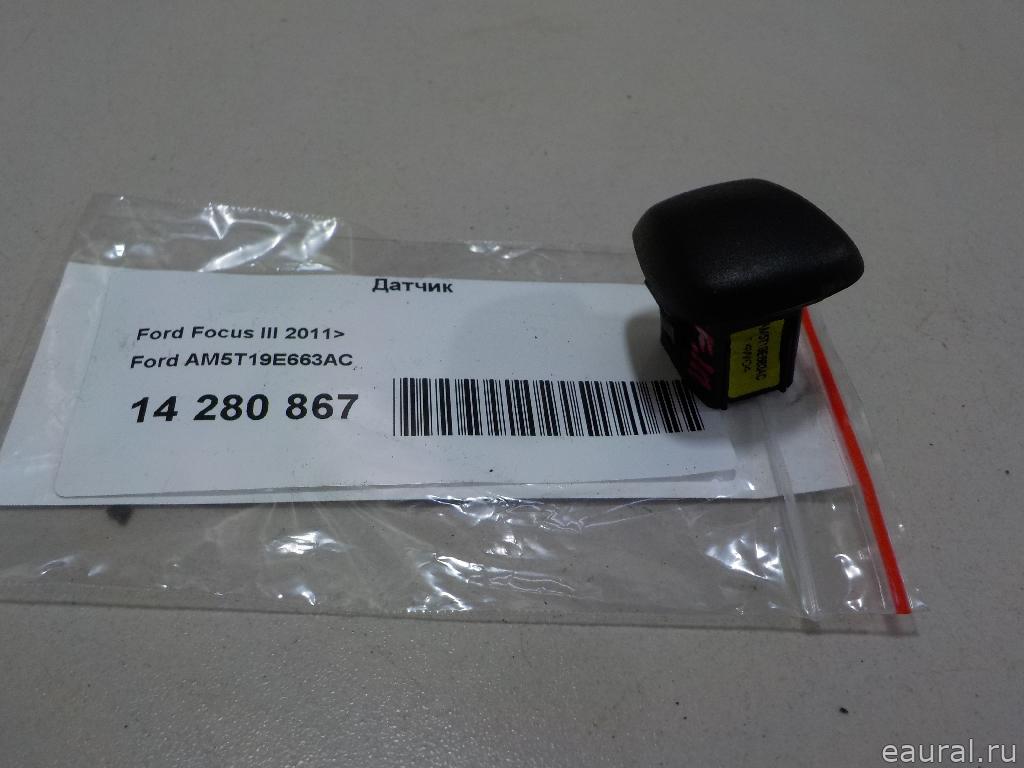 Датчик
Ford Focus III 2011>
Ford AM5T19E663AC
14 280 867
eaural.ru